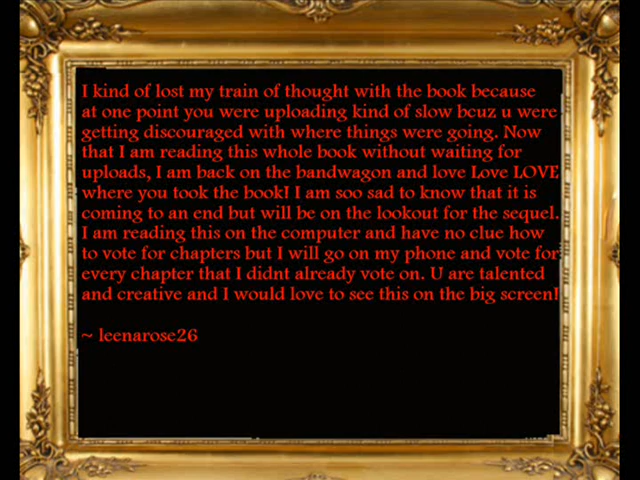 I kind of lost my train of thought with the book because
at one point you were uploading kind of slow bcuz u were
getting discouraged with where things were going. Now
that I am reading this whole book without waiting for
uploads, I am back on the bandwagon and love Love LOVE
where you took the book! I am soo sad to know that it is
coming to an end but will be on the lookout for the sequel.
I am reading this on the computer and have no clue how
to vote for chapters but I will go on my phone and vote for
every chapter that I didnt already vote on. U are talented
and creative and I would love to see this on the big screen!
~ leenarose26